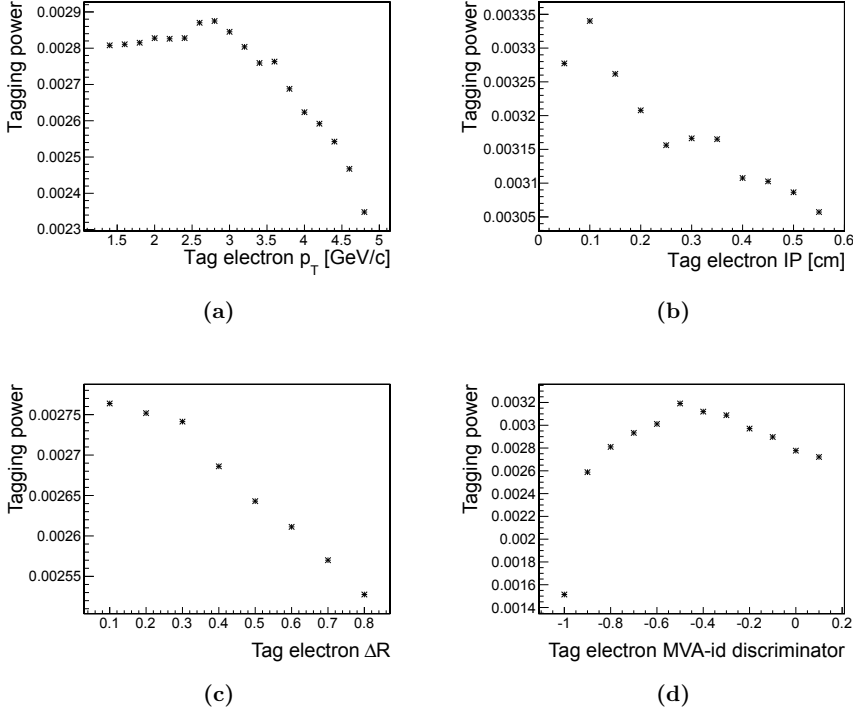 Tagging power
0.0029
0.0028
0.0027
0.0026
0.0025
0.0024
0.0023
1.5 2 2.5 3 3.5 4 4.5 5
Tag electron p_T [GeV/c]
(a)
Tagging power
0.00335
0.0033
0.00325
0.0032
0.00315
0.0031
0.00305
0 0.1 0.2 0.3 0.4 0.5 0.6
Tag electron IP [cm]
(b)
Tagging power
0.00275
0.0027
0.00265
0.0026
0.00255
0.1 0.2 0.3 0.4 0.5 0.6 0.7 0.8
Tag electron ΔR
(c)
Tagging power
0.0032
0.003
0.0028
0.0026
0.0024
0.0022
0.002
0.0018
0.0016
0.0014
-1 -0.8 -0.6 -0.4 -0.2 0 0.2
Tag electron MVA-id discriminator
(d)